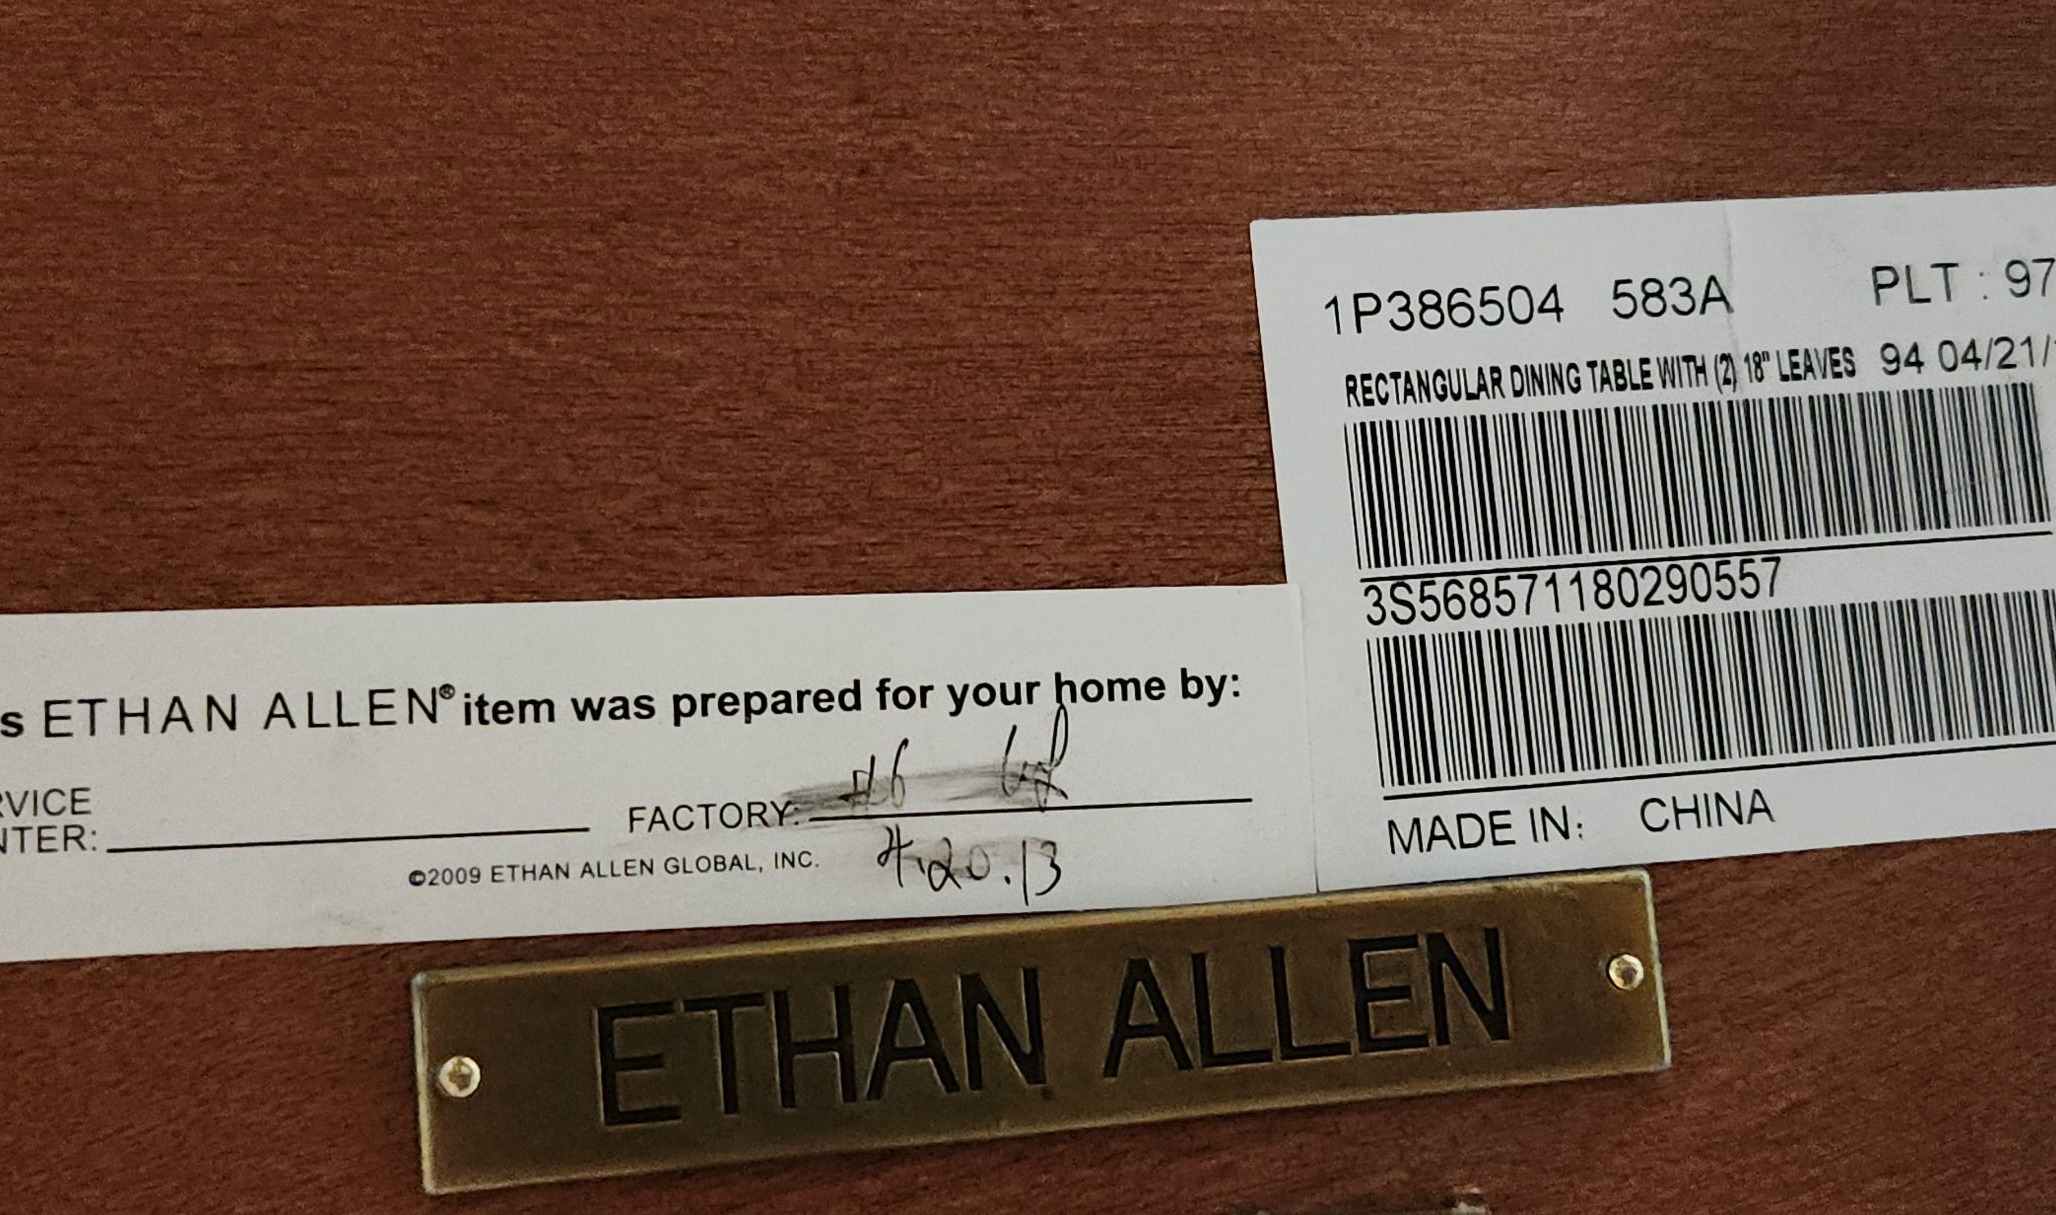 1P386504 583A PLT : 97
RECTANGULAR DINING TABLE WITH (2) 18" LEAVES 94 04/21/
3S568571180290557
MADE IN: CHINA
s ETHAN ALLEN® item was prepared for your home by:
RVICE
NTER: FACTORY: #6
©2009 ETHAN ALLEN GLOBAL, INC. 4.20.13
ETHAN ALLEN